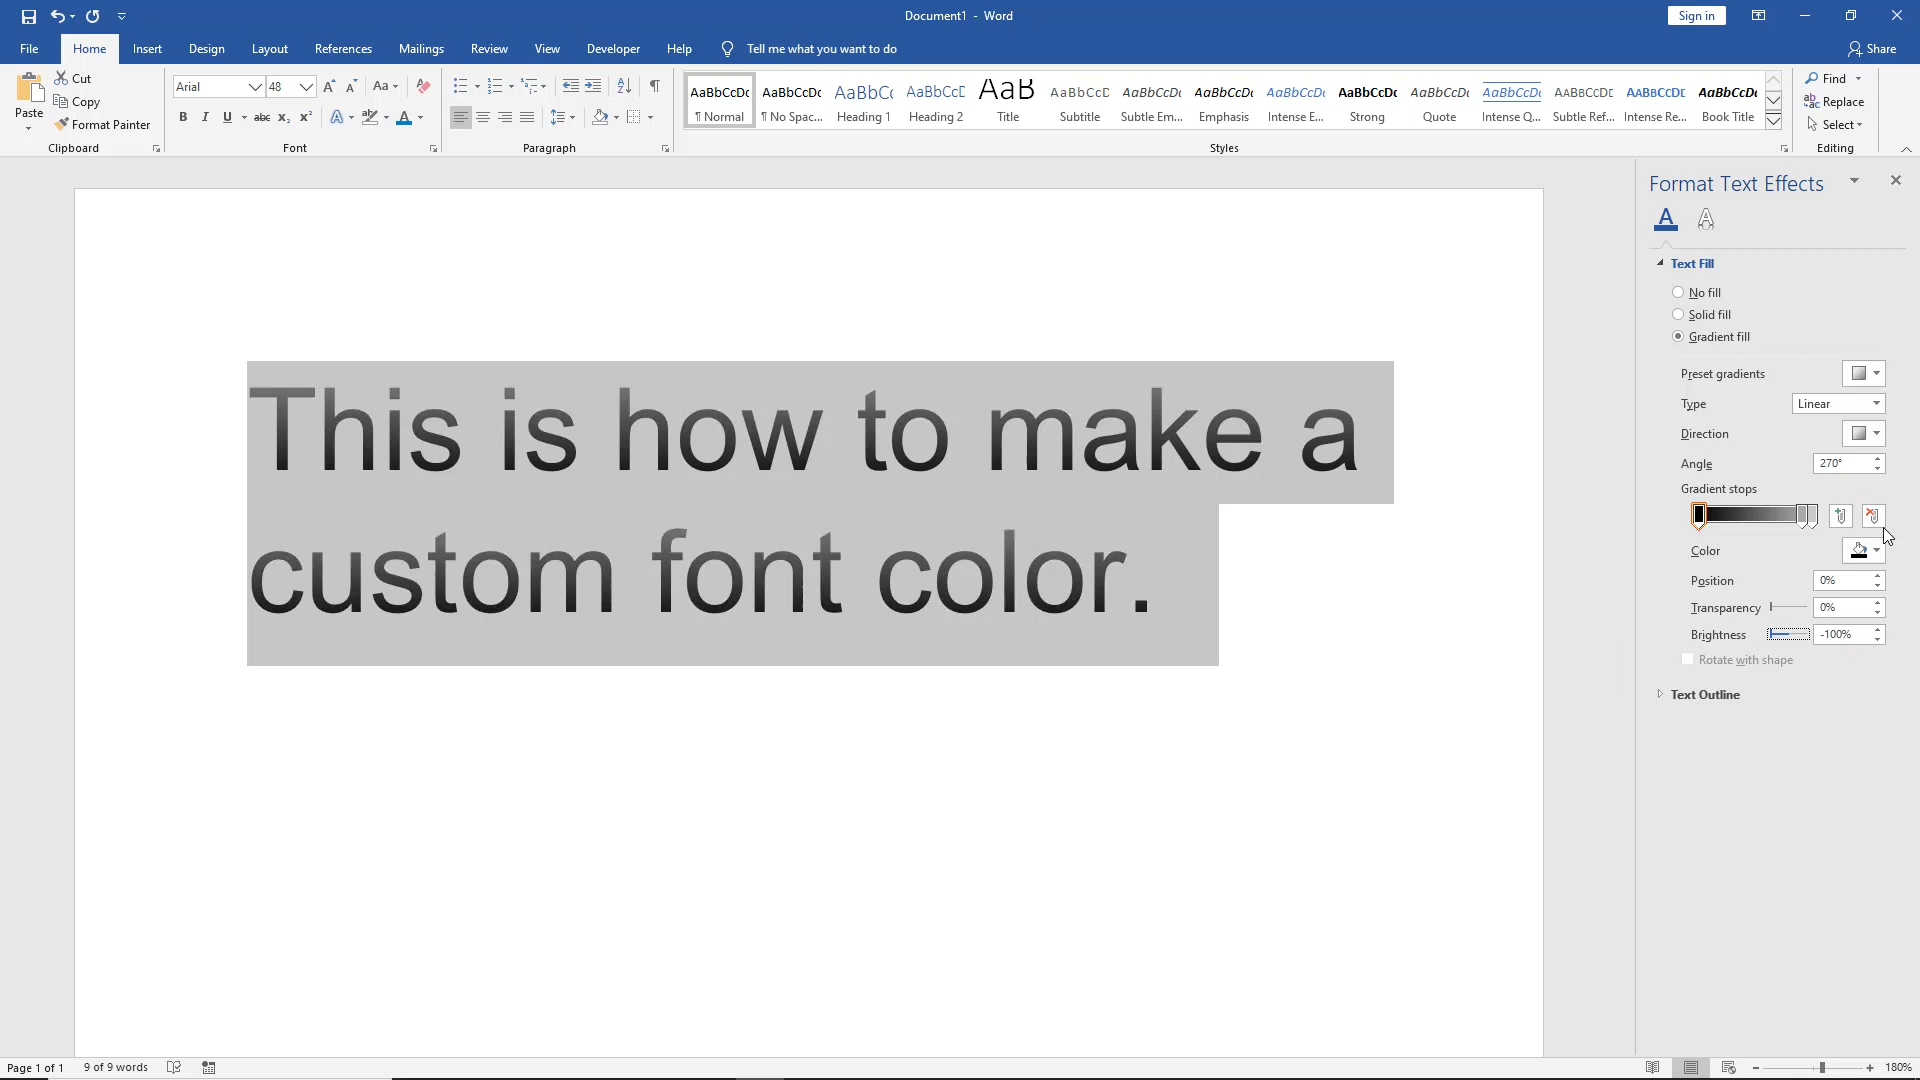 Document1 - Word
Sign in
File Home Insert Design Layout References Mailings Review View Developer Help Tell me what you want to do Share
Paste
Cut
Copy
Format Painter
Clipboard
Arial 48 Aa
B I U abc x₂ x² A ab A
Font
Paragraph
AaBbCcDc ¶ Normal
AaBbCcDc ¶ No Spac...
AaBbCc Heading 1
AaBbCcD Heading 2
AaB Title
AaBbCcD Subtitle
AaBbCcDc Subtle Em...
AaBbCcDc Emphasis
AaBbCcDc Intense E...
AaBbCcDc Strong
AaBbCcDc Quote
AaBbCcDc Intense Q...
AABBCCDE Subtle Ref...
AABBCCDE Intense Re...
AaBbCcDc Book Title
Styles
Find
Replace
Select
Editing
This is how to make a
custom font color.
Format Text Effects
Text Fill
No fill
Solid fill
Gradient fill
Preset gradients
Type Linear
Direction
Angle 270°
Gradient stops
Color
Position 0%
Transparency 0%
Brightness -100%
Rotate with shape
Text Outline
Page 1 of 1 9 of 9 words 180%